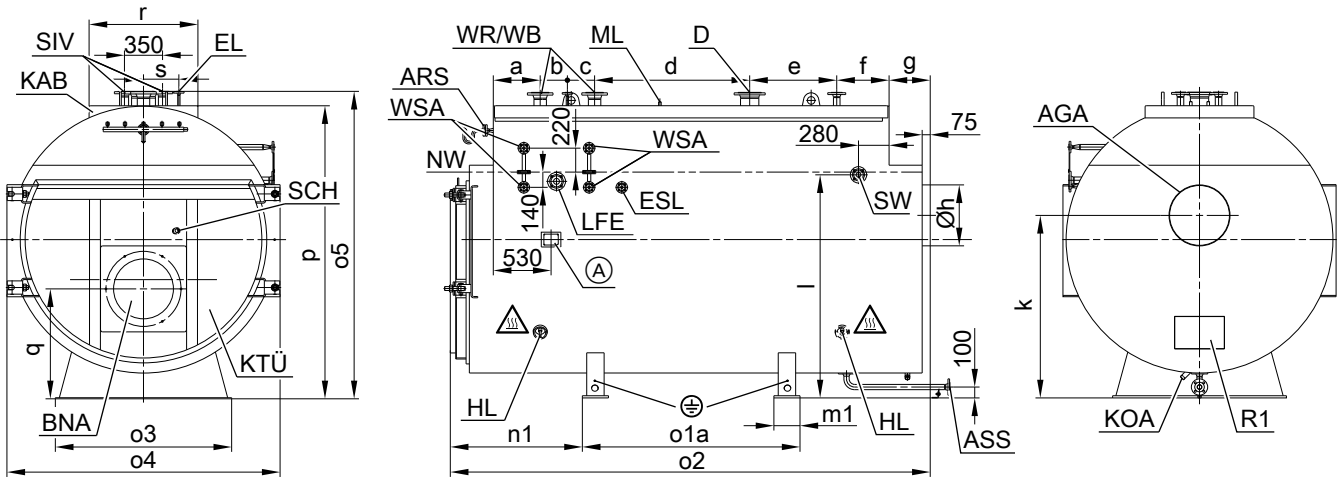 r
SIV
350
EL
s
KAB
SCH
p
o5
q
KTÜ
BNA
o3
o4
WR/WB
ML
D
a
b
c
d
e
f
g
ARS
WSA
220
WSA
280
75
NW
140
LFE
ESL
SW
Øh
530
A
l
100
HL
HL
n1
o1a
m1
o2
ASS
AGA
k
KOA
R1